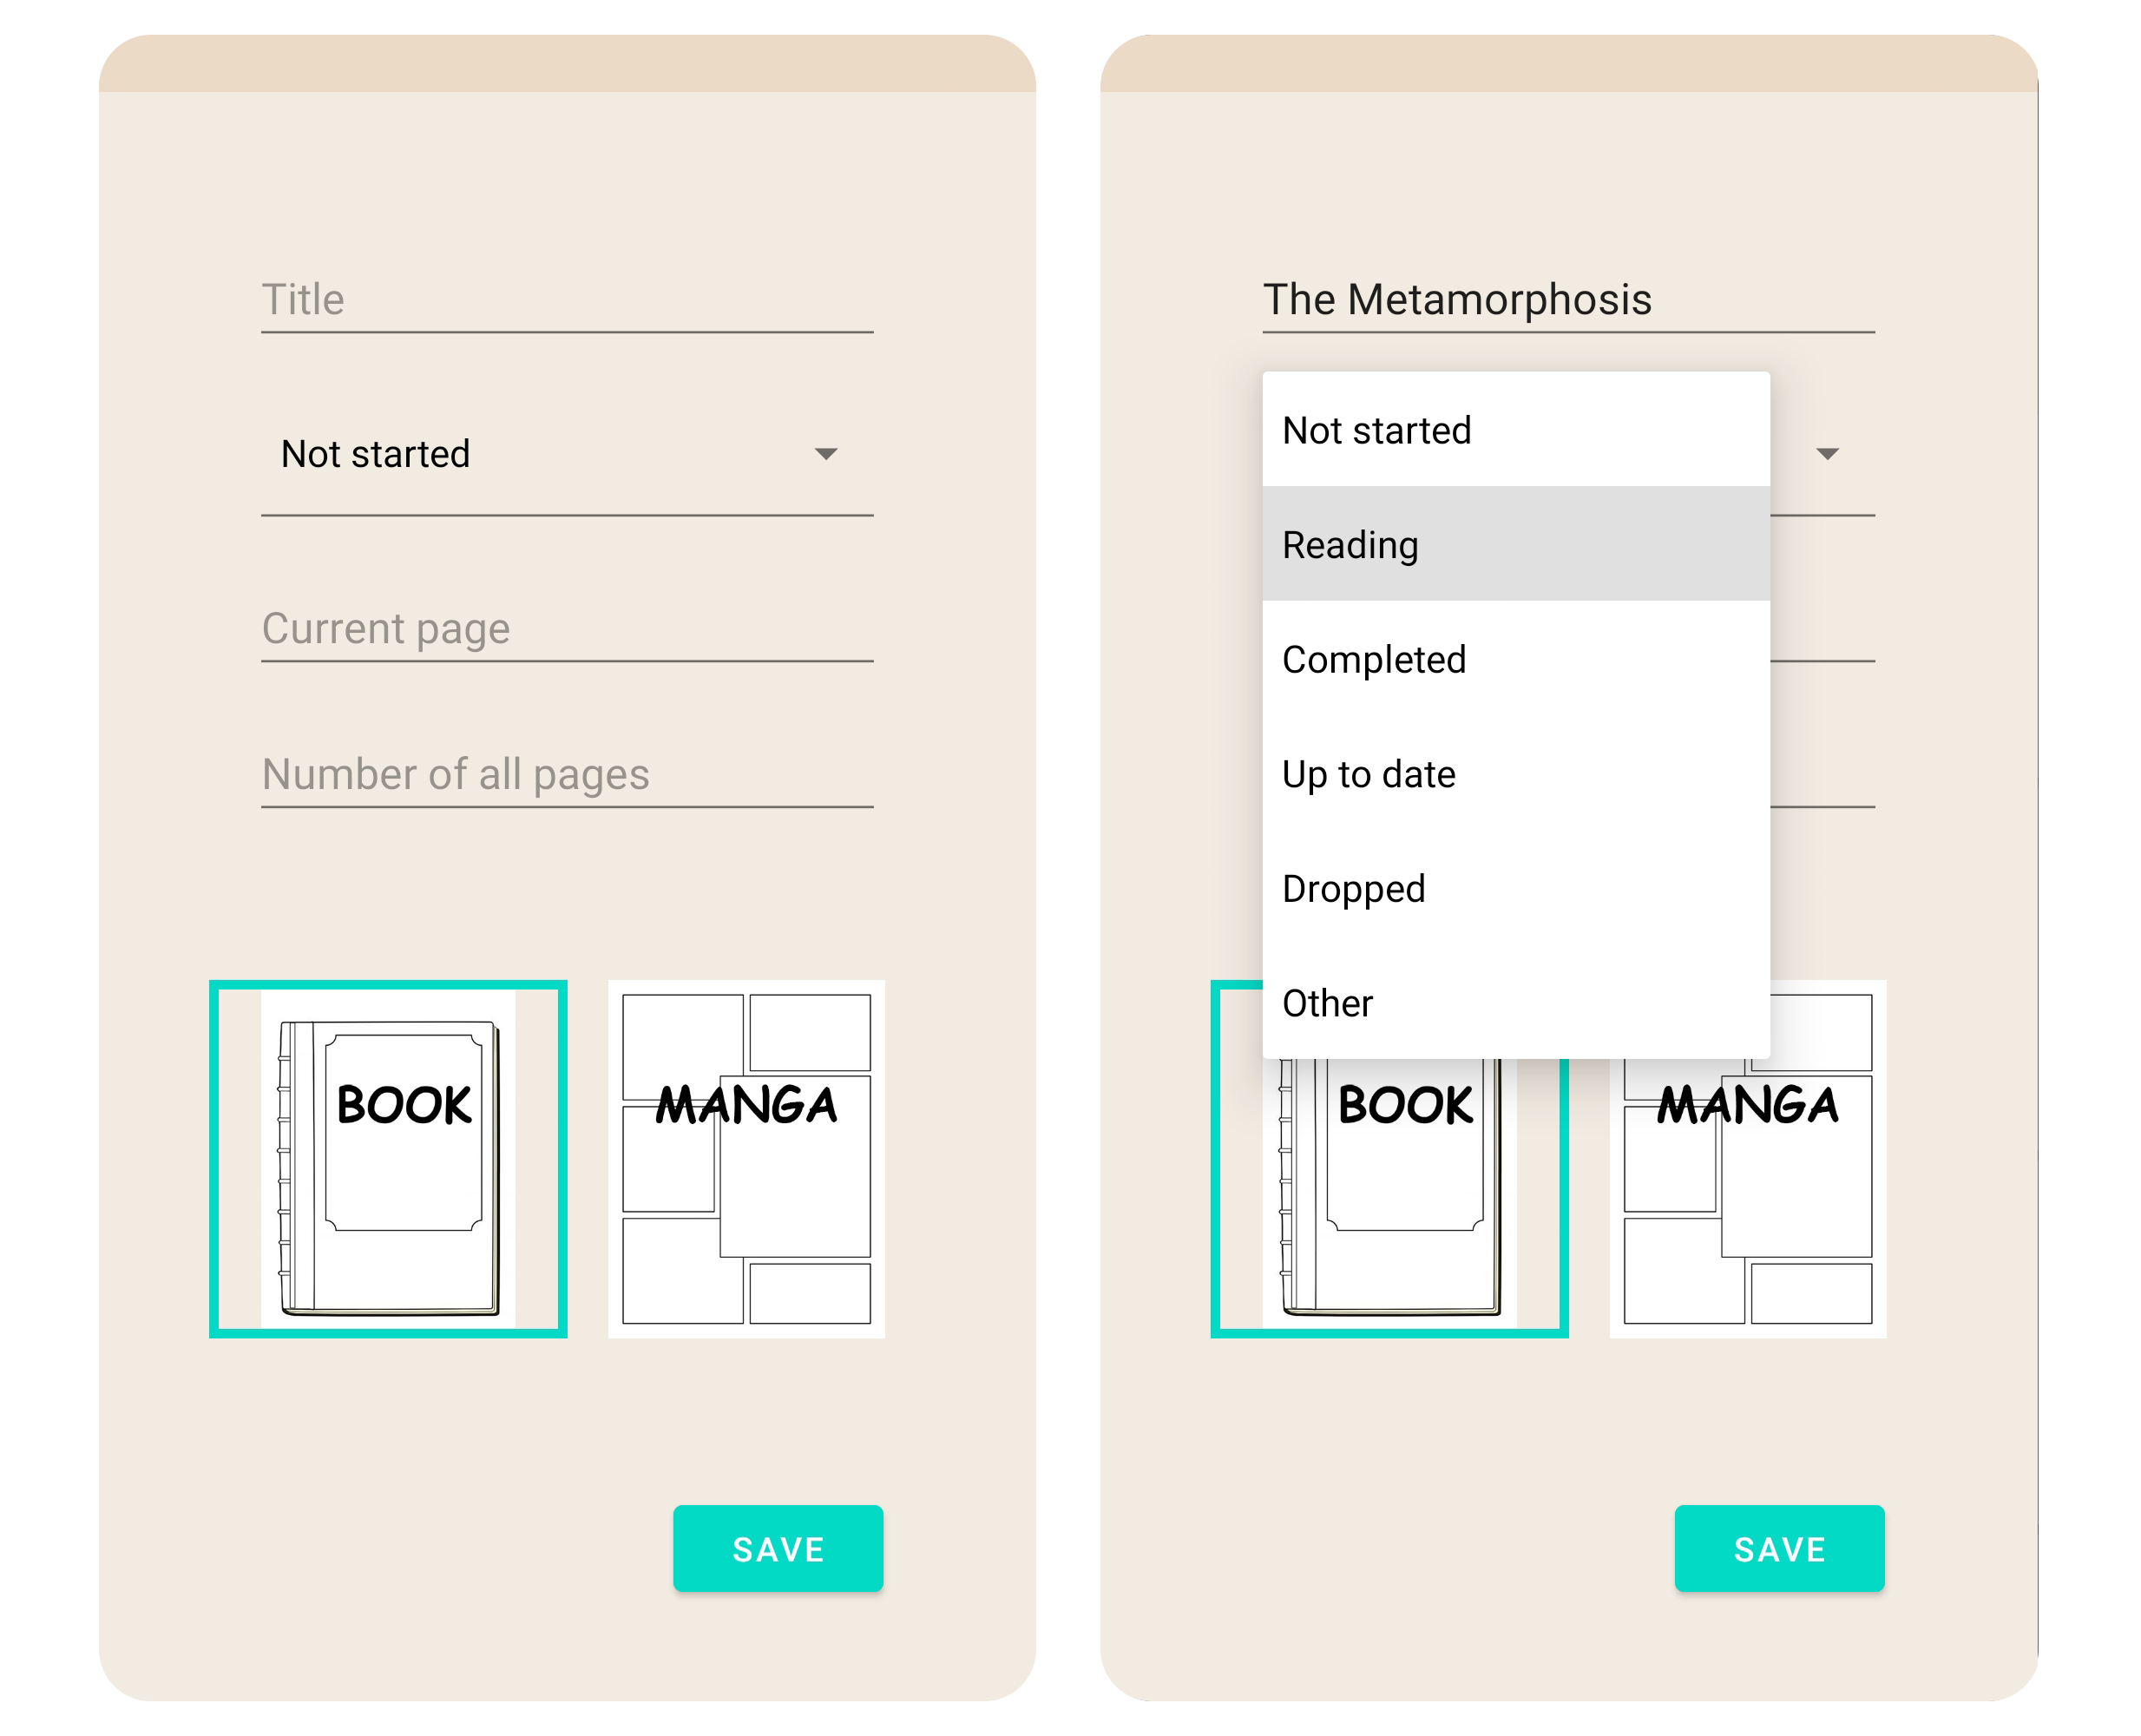 Title
Not started
Current page
Number of all pages
BOOK
MANGA
SAVE
The Metamorphosis
Not started
Reading
Completed
Up to date
Dropped
Other
BOOK
MANGA
SAVE